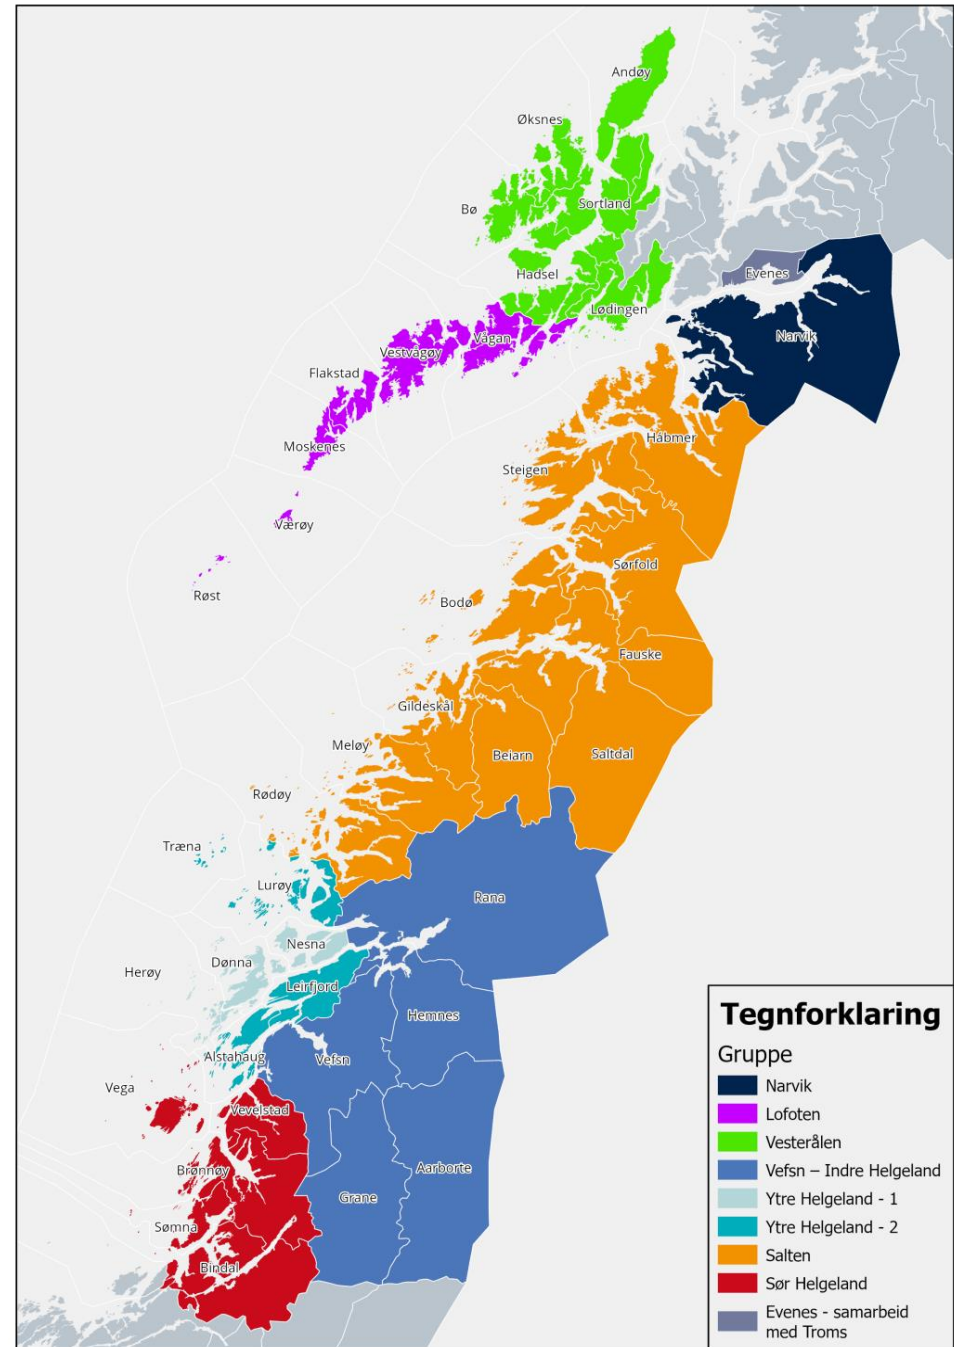 Andøy
Øksnes
Bø
Sortland
Hadsel
Evenes
Lødingen
Narvik
Vågan
Vestvågøy
Flakstad
Hábmer
Moskenes
Steigen
Værøy
Sørfold
Røst
Bodø
Fauske
Gildeskål
Meløy
Beiarn
Saltdal
Rødøy
Træna
Lurøy
Rana
Nesna
Dønna
Herøy
Leirfjord
Hemnes
Alstahaug
Vefsn
Vega
Vevelstad
Brønnøy
Aarborte
Grane
Sømna
Bindal
Tegnforklaring
Gruppe
Narvik
Lofoten
Vesterålen
Vefsn – Indre Helgeland
Ytre Helgeland - 1
Ytre Helgeland - 2
Salten
Sør Helgeland
Evenes - samarbeid
med Troms